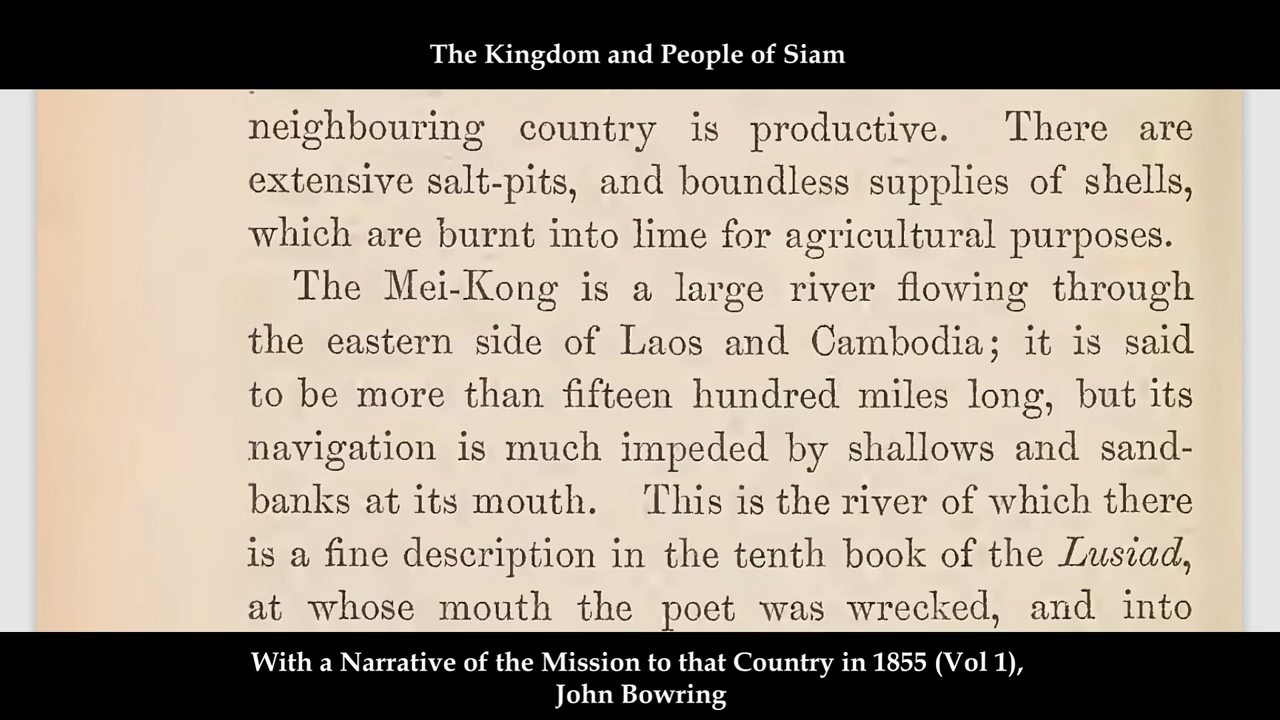 The Kingdom and People of Siam
neighbouring country is productive. There are
extensive salt-pits, and boundless supplies of shells,
which are burnt into lime for agricultural purposes.
The Mei-Kong is a large river flowing through
the eastern side of Laos and Cambodia; it is said
to be more than fifteen hundred miles long, but its
navigation is much impeded by shallows and sand-
banks at its mouth. This is the river of which there
is a fine description in the tenth book of the Lusiad,
at whose mouth the poet was wrecked, and into
With a Narrative of the Mission to that Country in 1855 (Vol 1),
John Bowring